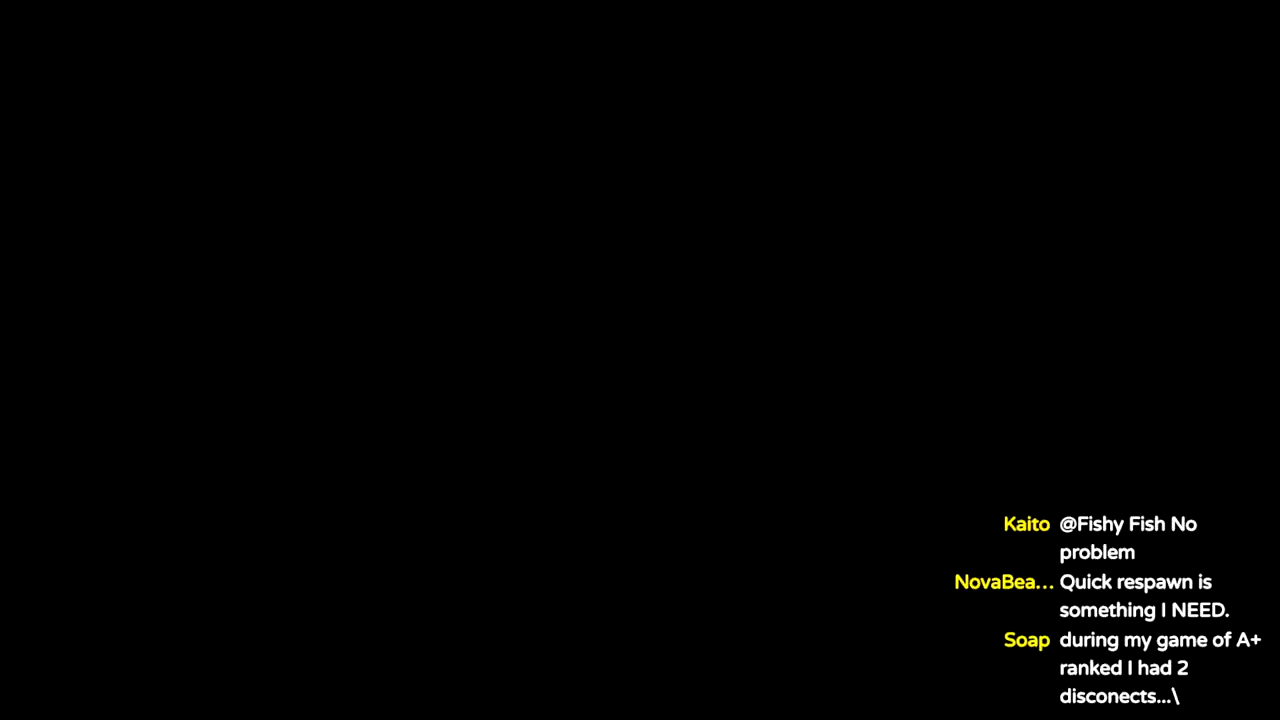 Kaito @Fishy Fish No
problem
NovaBea... Quick respawn is
something I NEED.
Soap during my game of A+
ranked I had 2
disconects...\